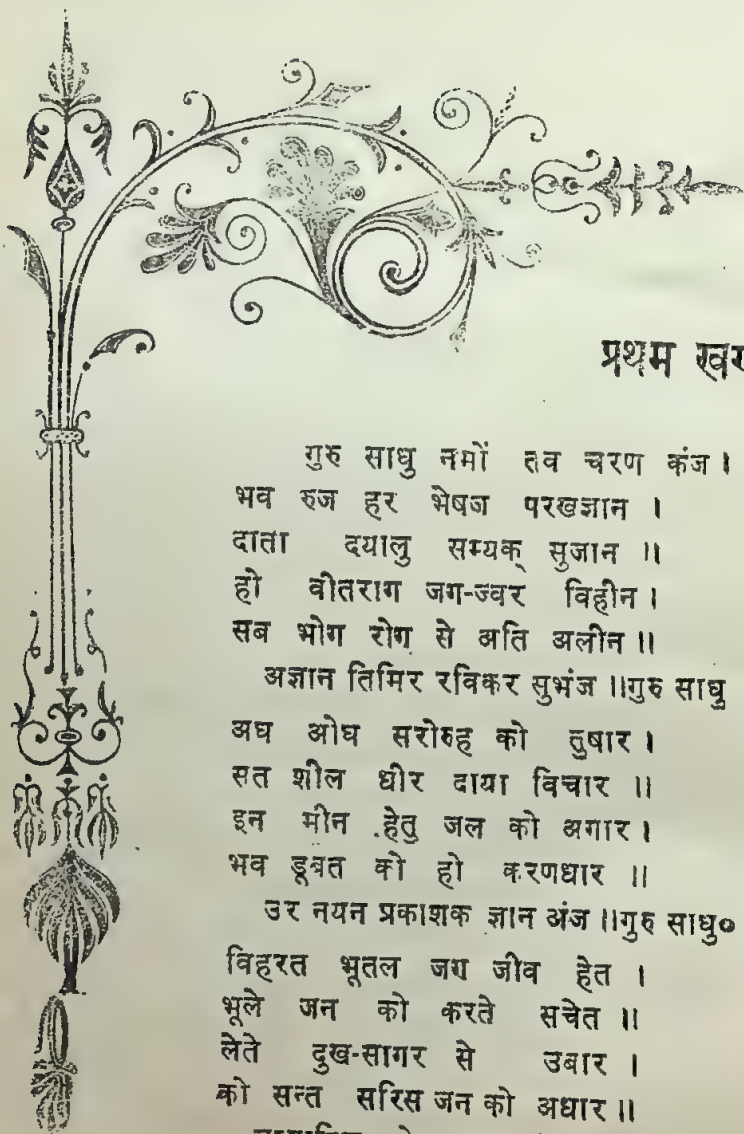 प्रथम
गुरु साधु नमों तव चरण कंज ।
भव रुज हर भेषज परखज्ञान ।
दाता दयालु सम्यक् सुजान ॥
हो वीतराग जग-ज्वर विहीन ।
सब भोग रोग से अति अलीन ॥
अज्ञान तिमिर रविकर सुभंज ॥गुरु साधु
अघ ओघ सरोरुह को तुषार ।
सत शील धीर दाया विचार ॥
इन मीन हेतु जल को अगार ।
भव डूबत को हो करणधार ॥
उर नयन प्रकाशक ज्ञान अंज ॥गुरु साधु०
विहरत भूतल जग जीव हेत ।
भूले जन को करते सचेत ॥
लेते दुख-सागर से उबार ।
को सन्त सरिस जन को अधार ॥